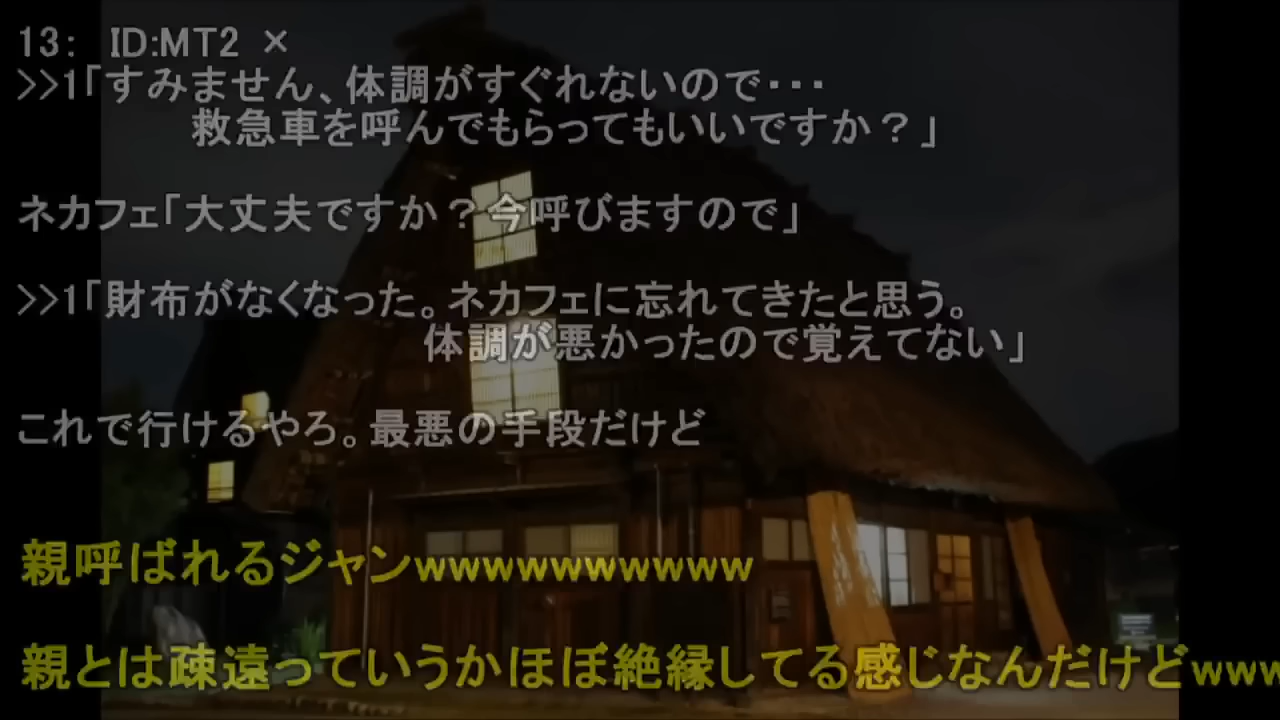 13： ID:MT2 ×
>>1「すみません、体調がすぐれないので・・・
救急車を呼んでもらってもいいですか？」
ネカフェ「大丈夫ですか？今呼びますので」
>>1「財布がなくなった。ネカフェに忘れてきたと思う。
体調が悪かったので覚えてない」
これで行けるやろ。最悪の手段だけど
親呼ばれるジャンwwwwwwwwww
親とは疎遠っていうかほぼ絶縁してる感じなんだけどwww